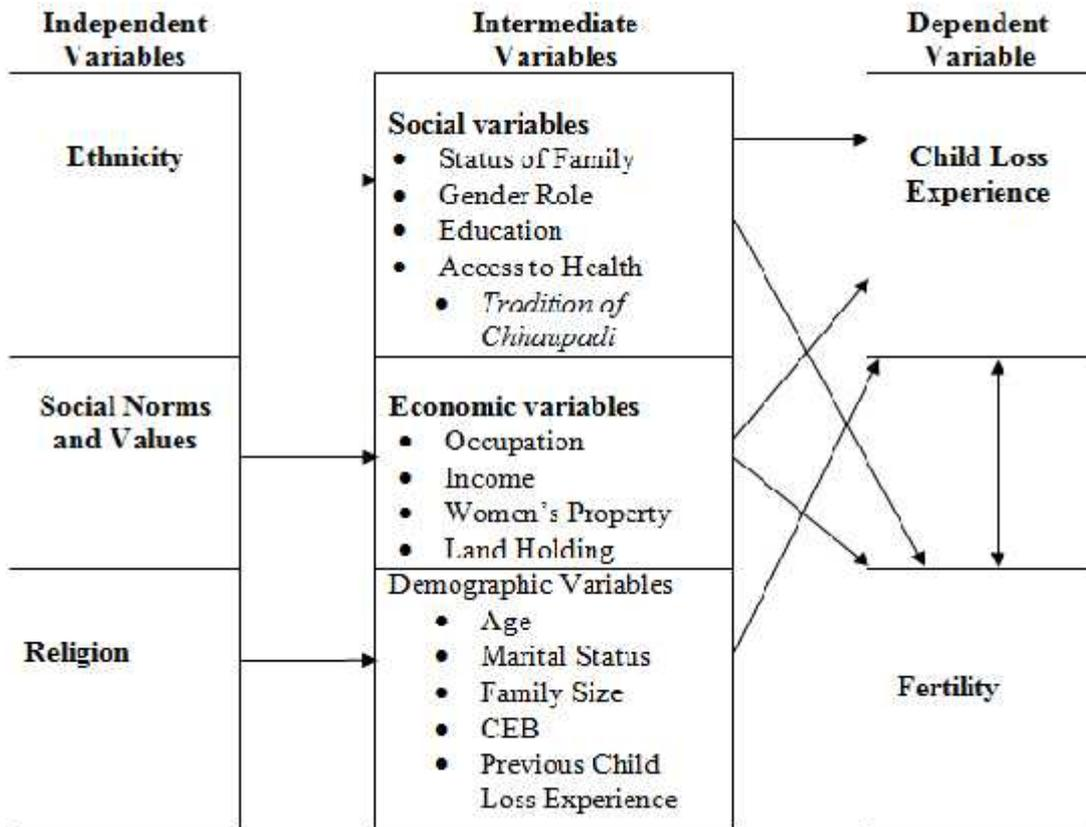 Independent
Variables
Intermediate
Variables
Dependent
Variable
Ethnicity
Social Norms
and Values
Religion
Social variables
• Status of Family
• Gender Role
• Education
• Access to Health
• Tradition of
Chhaupadi
Economic variables
• Occupation
• Income
• Women's Property
• Land Holding
Demographic Variables
• Age
• Marital Status
• Family Size
• CEB
• Previous Child
Loss Experience
Child Loss
Experience
Fertility